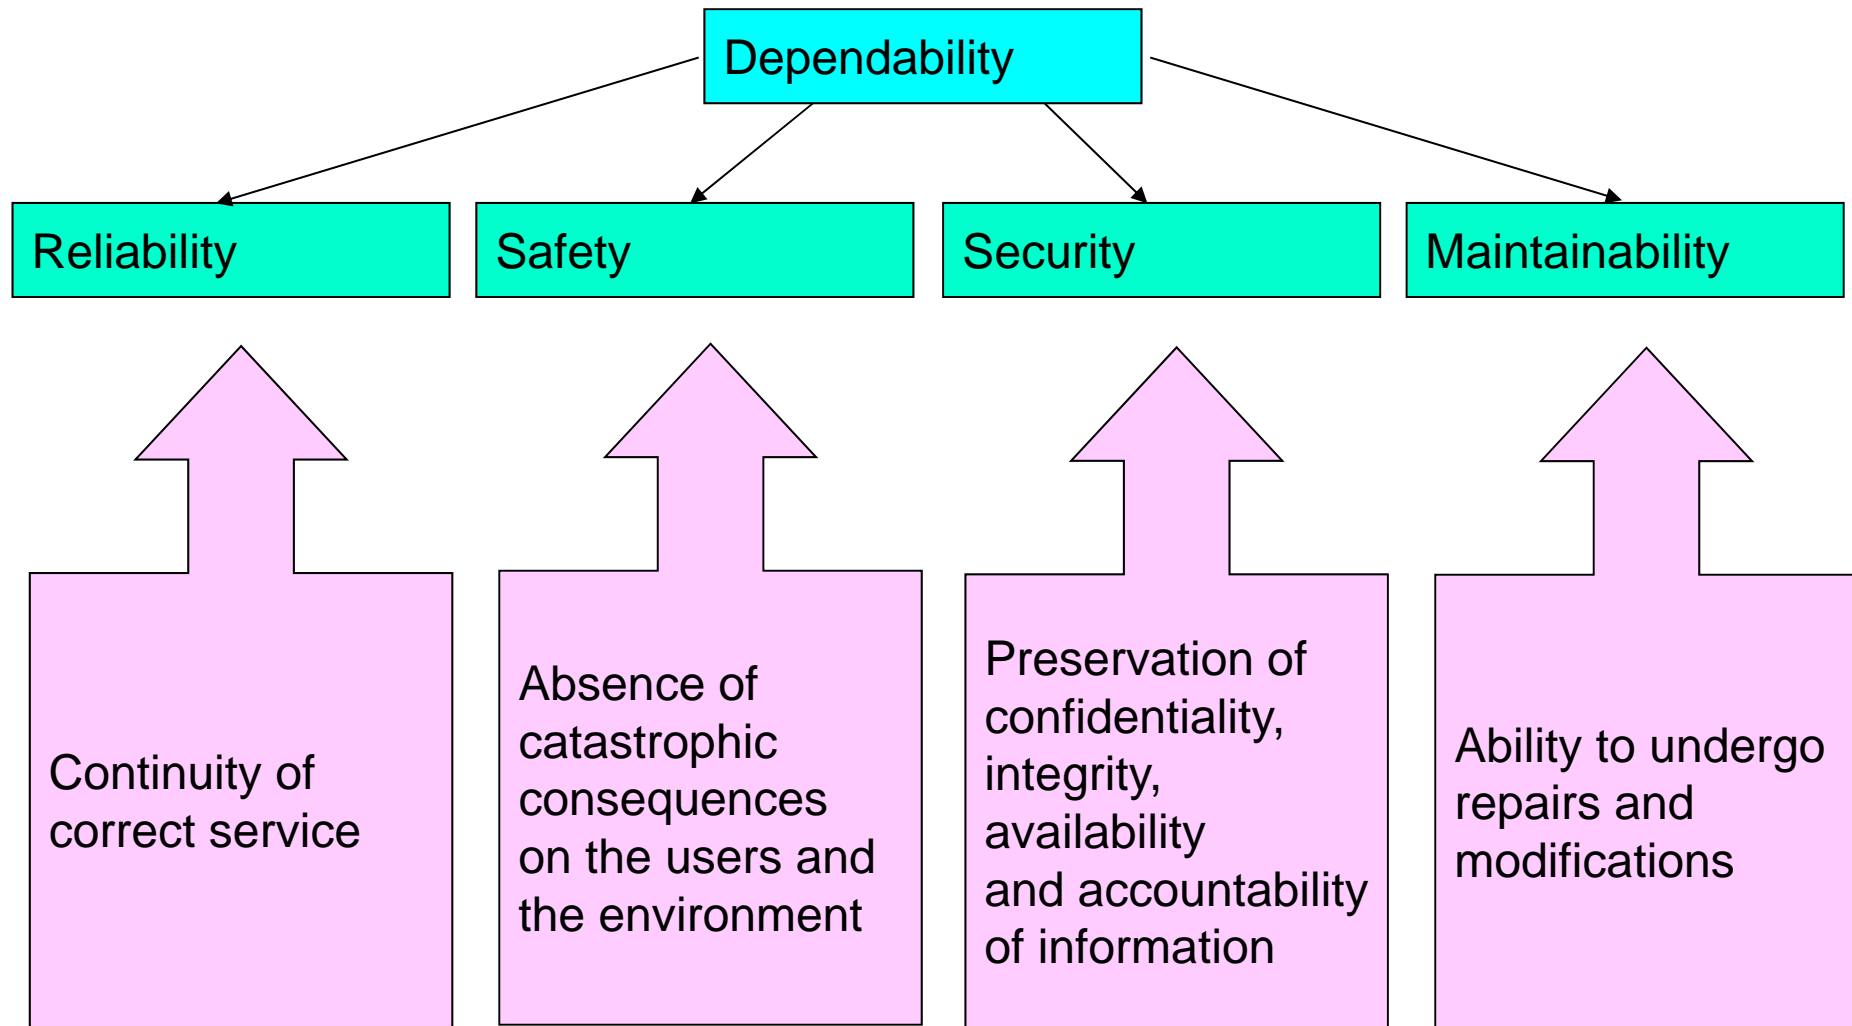 Dependability
Reliability
Safety
Security
Maintainability
Continuity of
correct service
Absence of
catastrophic
consequences
on the users and
the environment
Preservation of
confidentiality,
integrity,
availability
and accountability
of information
Ability to undergo
repairs and
modifications